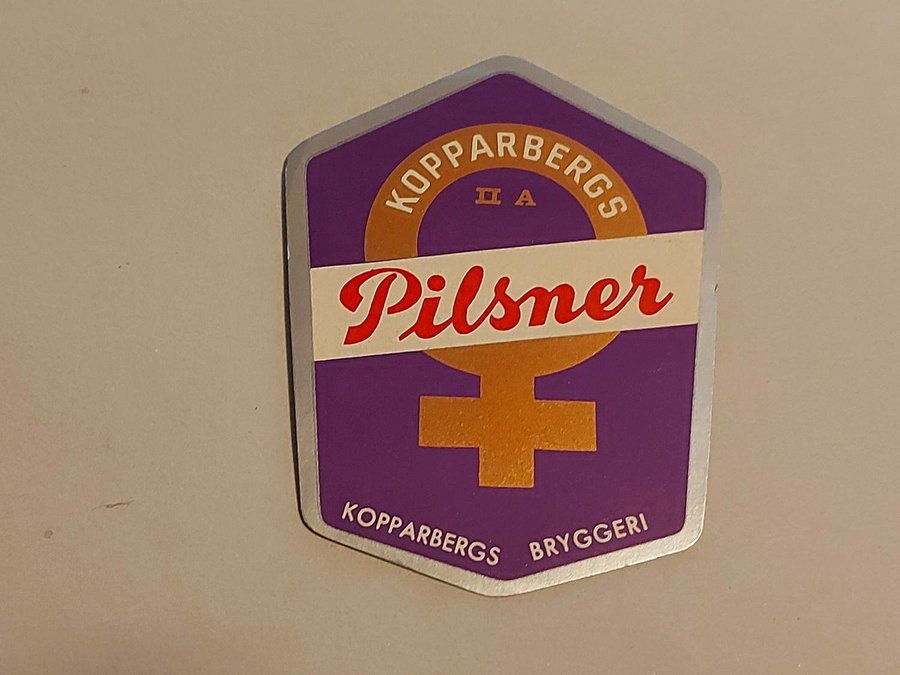 KOPPARBERGS
II A
Pilsner
KOPPARBERGS BRYGGERI